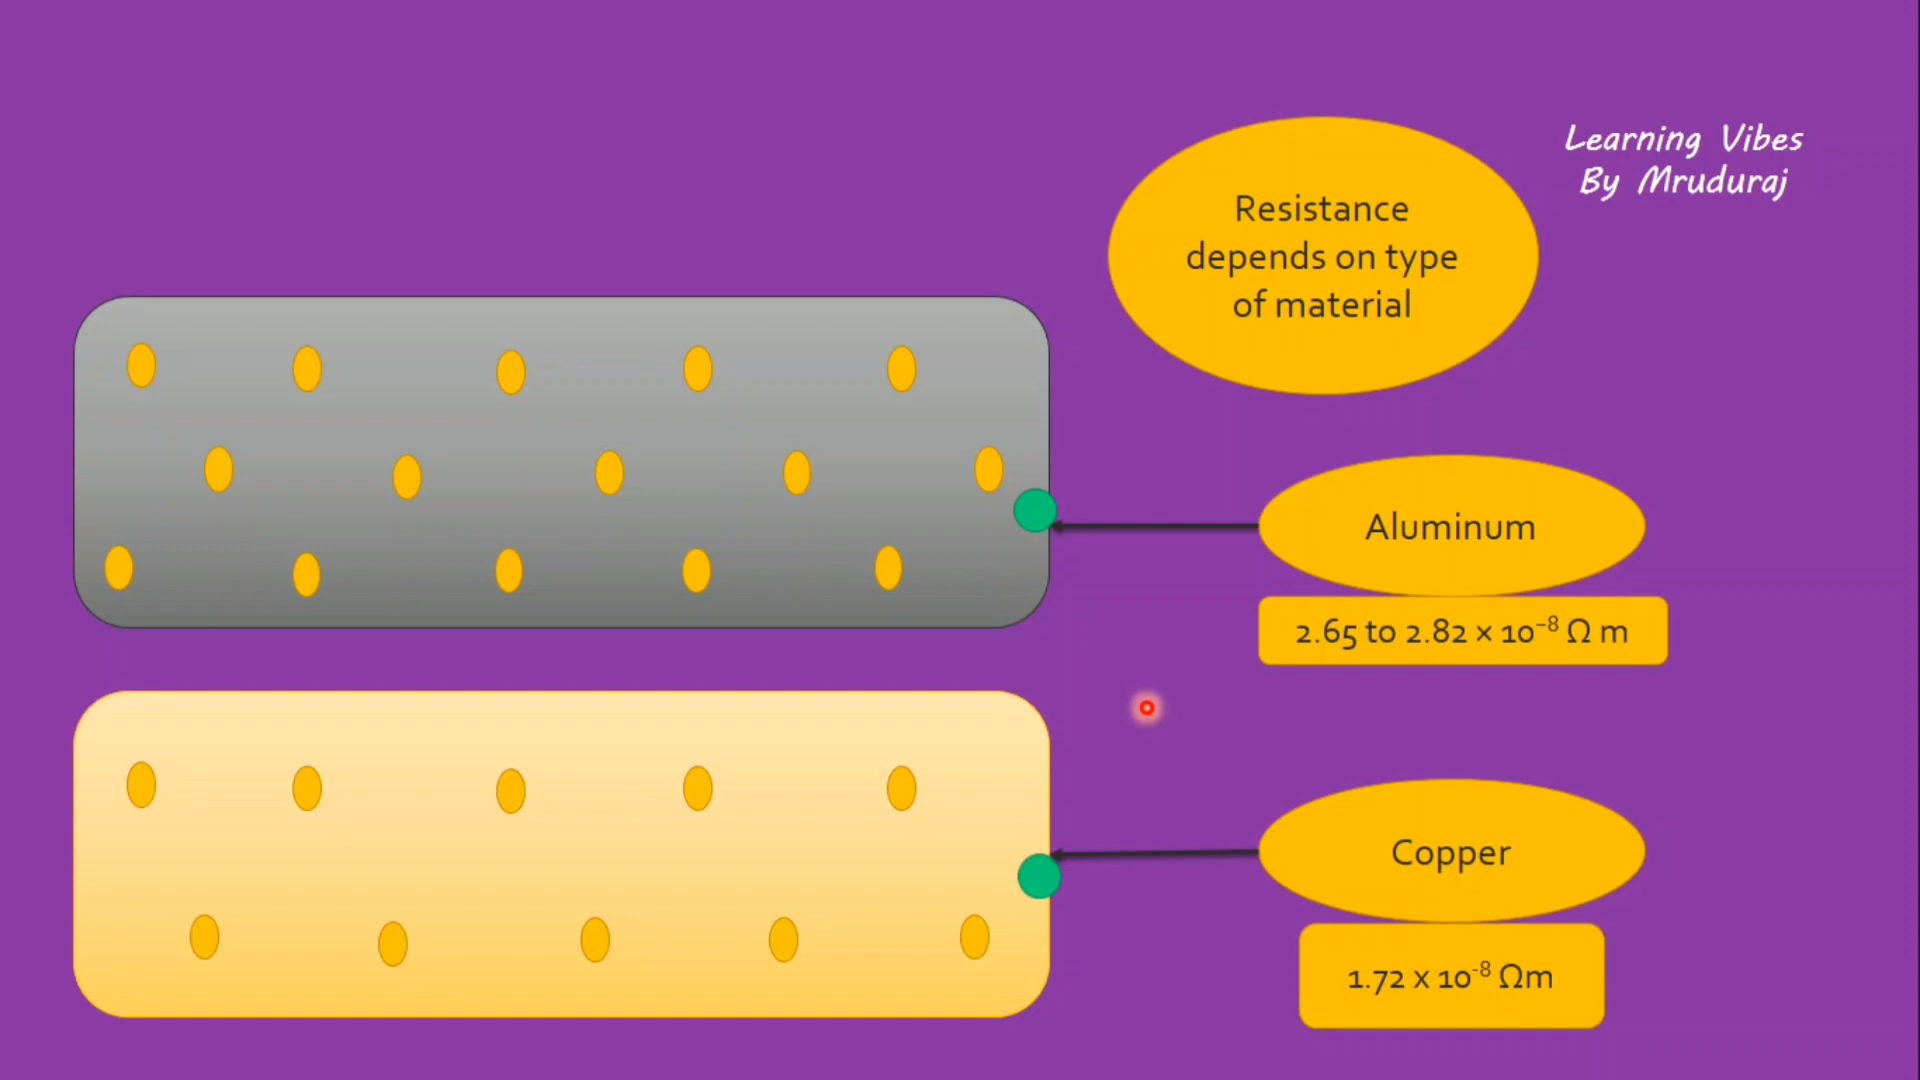 Learning Vibes
By Mruduraj
Resistance
depends on type
of material
Aluminum
2.65 to 2.82 × 10⁻⁸ Ω m
Copper
1.72 x 10⁻⁸ Ωm